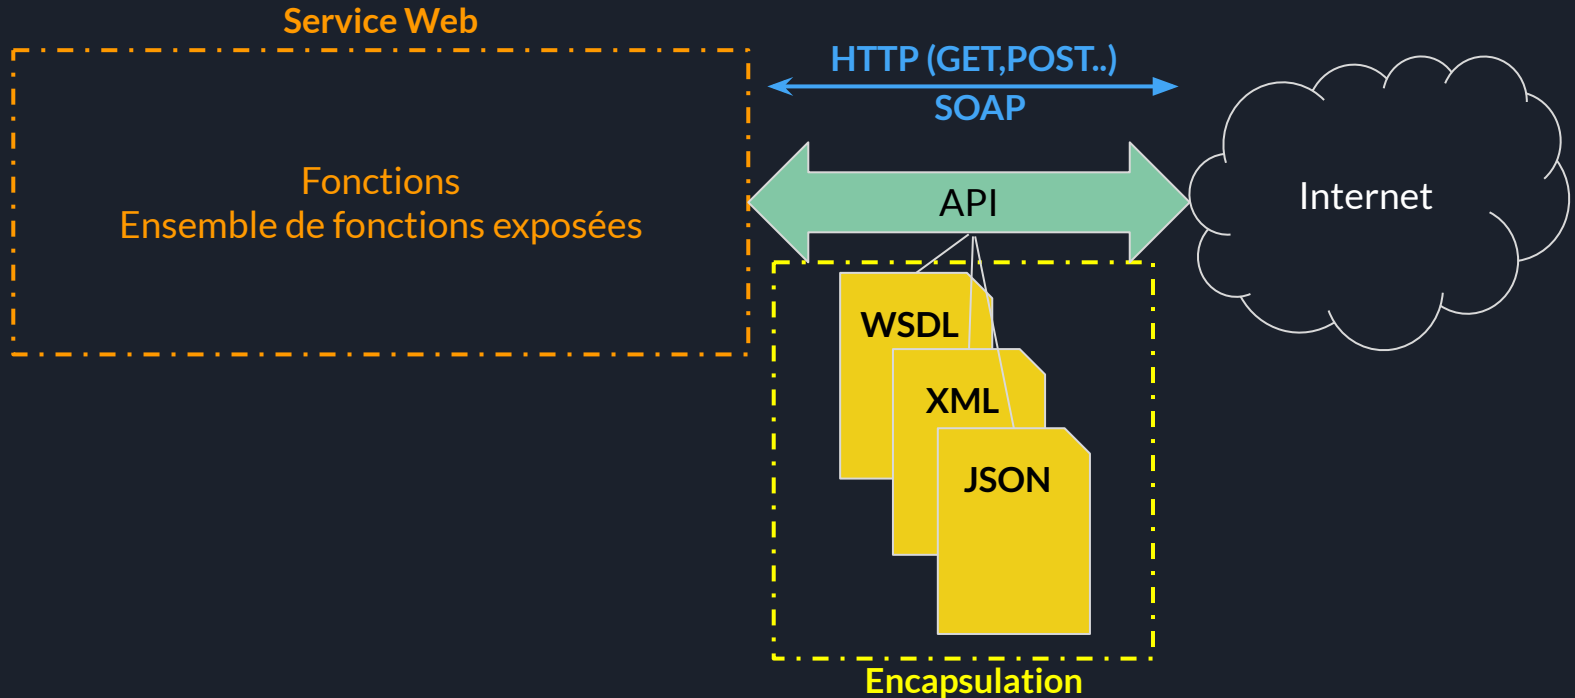 Service Web
HTTP (GET,POST..)
SOAP
Fonctions
Ensemble de fonctions exposées
API
Internet
WSDL
XML
JSON
Encapsulation